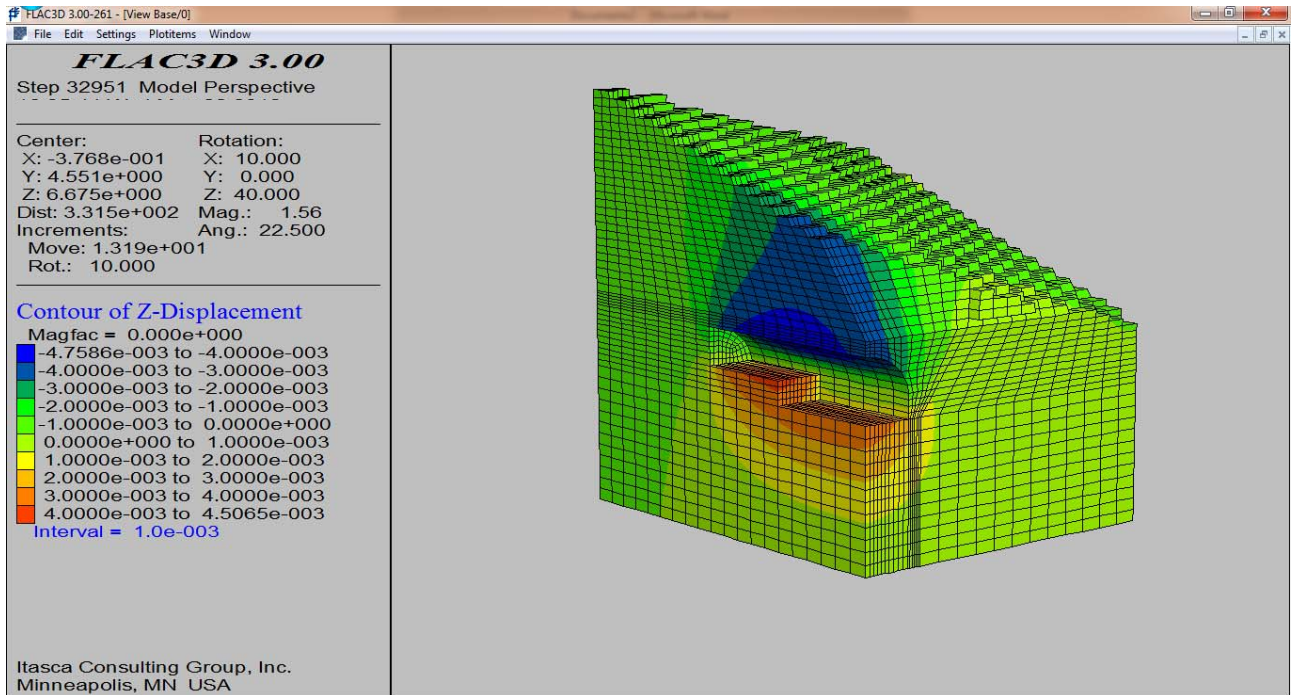 FLAC3D 3.00-261 - [View Base/0]
File Edit Settings Plotitems Window
FLAC3D 3.00
Step 32951 Model Perspective
Center: Rotation:
X: -3.768e-001 X: 10.000
Y: 4.551e+000 Y: 0.000
Z: 6.675e+000 Z: 40.000
Dist: 3.315e+002 Mag.: 1.56
Increments: Ang.: 22.500
Move: 1.319e+001
Rot.: 10.000
Contour of Z-Displacement
Magfac = 0.000e+000
-4.7586e-003 to -4.0000e-003
-4.0000e-003 to -3.0000e-003
-3.0000e-003 to -2.0000e-003
-2.0000e-003 to -1.0000e-003
-1.0000e-003 to 0.0000e+000
0.0000e+000 to 1.0000e-003
1.0000e-003 to 2.0000e-003
2.0000e-003 to 3.0000e-003
3.0000e-003 to 4.0000e-003
4.0000e-003 to 4.5065e-003
Interval = 1.0e-003
Itasca Consulting Group, Inc.
Minneapolis, MN USA